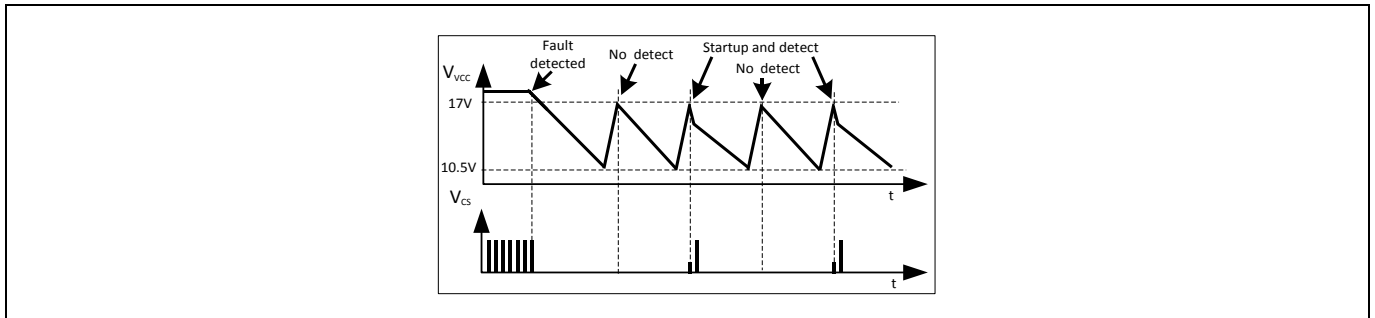 Fault
detected
No detect
Startup and detect
No detect
Vvcc
17V
10.5V
t
Vcs
t